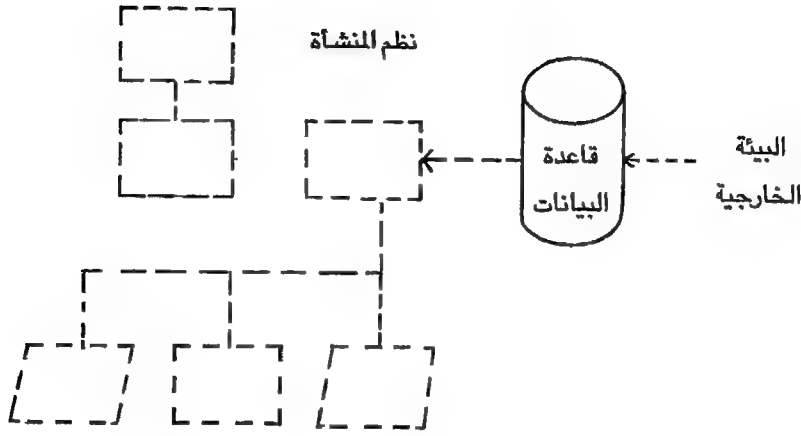 نظم المنشأة
قاعدة
البيانات
البيئة
الخارجية